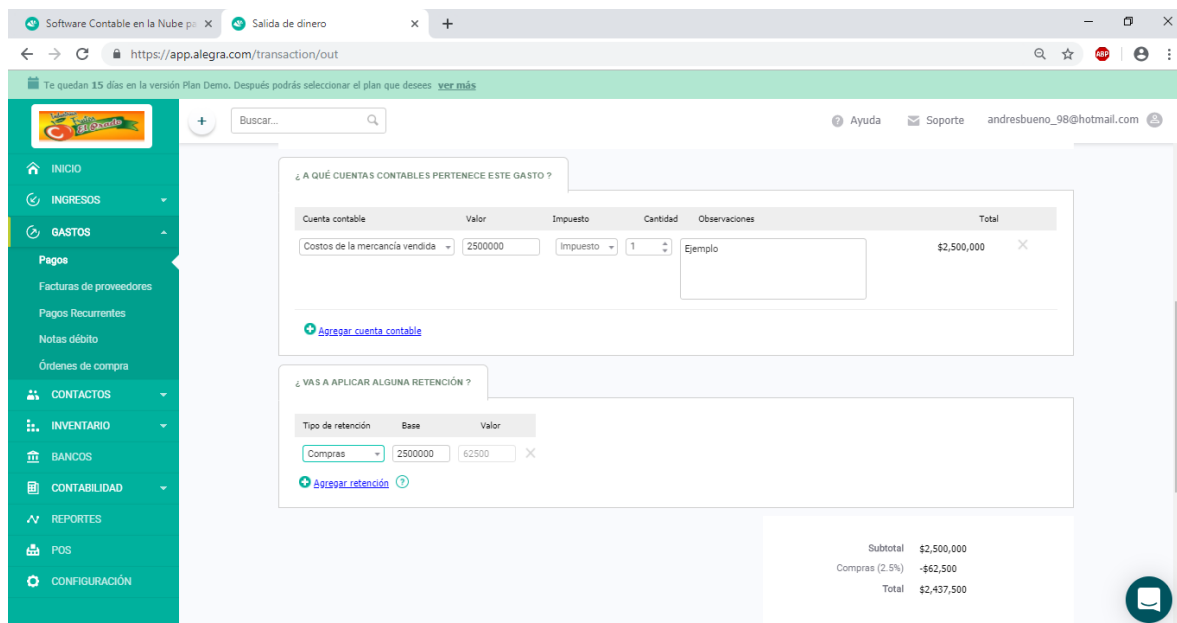 Software Contable en la Nube pa
Salida de dinero
https://app.alegra.com/transaction/out
ABP
Te quedan 15 días en la versión Plan Demo. Después podrás seleccionar el plan que desees ver más
Buscar...
Ayuda
Soporte
andresbueno_98@hotmail.com
INICIO
INGRESOS
GASTOS
Pagos
Facturas de proveedores
Pagos Recurrentes
Notas débito
Órdenes de compra
CONTACTOS
INVENTARIO
BANCOS
CONTABILIDAD
REPORTES
POS
CONFIGURACIÓN
¿ A QUÉ CUENTAS CONTABLES PERTENECE ESTE GASTO ?
Cuenta contable Valor Impuesto Cantidad Observaciones Total
Costos de la mercancía vendida 2500000 Impuesto 1 Ejemplo $2,500,000
Agregar cuenta contable
¿ VAS A APLICAR ALGUNA RETENCIÓN ?
Tipo de retención Base Valor
Compras 2500000 62500
Agregar retención ?
Subtotal $2,500,000
Compras (2.5%) -$62,500
Total $2,437,500